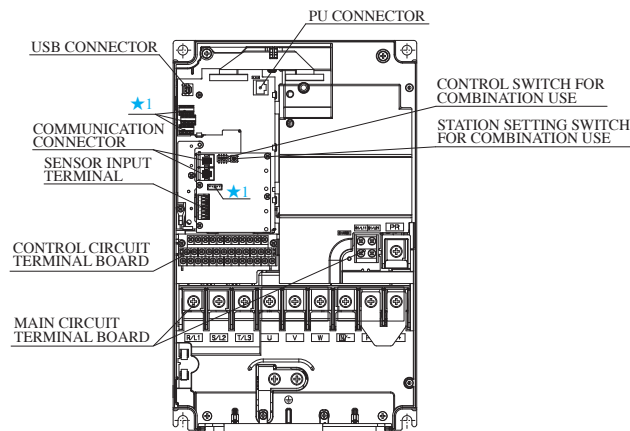 PU CONNECTOR
USB CONNECTOR
★1
CONTROL SWITCH FOR
COMBINATION USE
COMMUNICATION
CONNECTOR
STATION SETTING SWITCH
FOR COMBINATION USE
SENSOR INPUT
TERMINAL
★1
PR
CONTROL CIRCUIT
TERMINAL BOARD
MAIN CIRCUIT
TERMINAL BOARD
R/L1 S/L2 T/L3 U V W